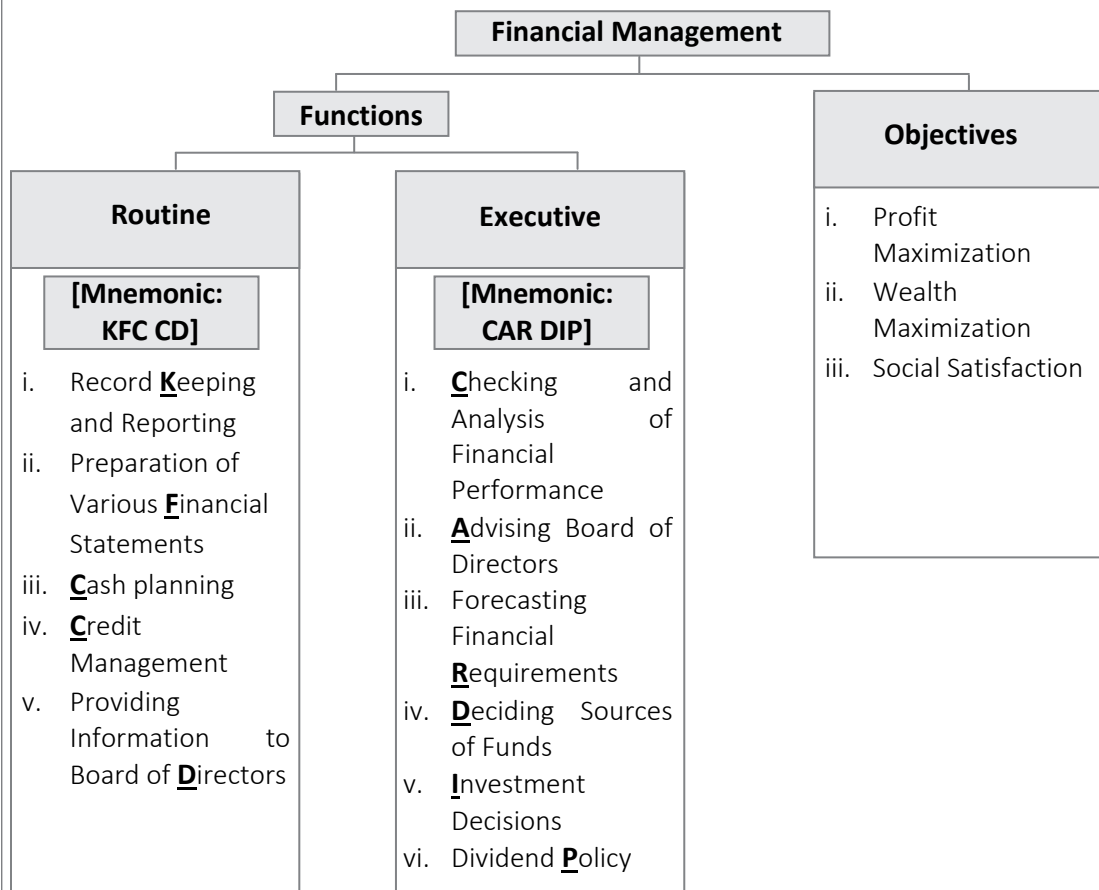 Financial Management
Functions
Routine
[Mnemonic:
KFC CD]
i. Record Keeping
and Reporting
ii. Preparation of
Various Financial
Statements
iii. Cash planning
iv. Credit
Management
v. Providing
Information to
Board of Directors
Executive
[Mnemonic:
CAR DIP]
i. Checking and
Analysis of
Financial
Performance
ii. Advising Board of
Directors
iii. Forecasting
Financial
Requirements
iv. Deciding Sources
of Funds
v. Investment
Decisions
vi. Dividend Policy
Objectives
i. Profit
Maximization
ii. Wealth
Maximization
iii. Social Satisfaction